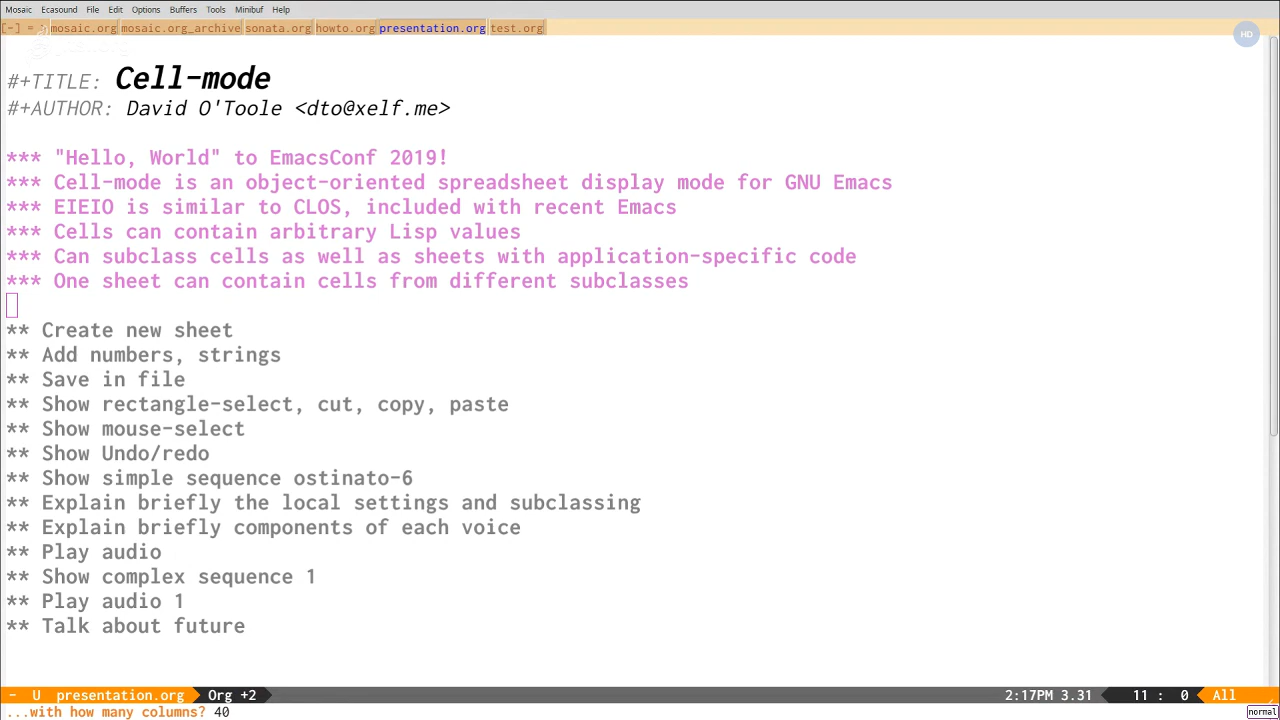 Mosaic Ecasound File Edit Options Buffers Tools Minibuf Help
[-] = mosaic.org mosaic.org_archive sonata.org howto.org presentation.org test.org
HD
#+TITLE: Cell-mode
#+AUTHOR: David O'Toole <dto@xelf.me>
*** "Hello, World" to EmacsConf 2019!
*** Cell-mode is an object-oriented spreadsheet display mode for GNU Emacs
*** EIEIO is similar to CLOS, included with recent Emacs
*** Cells can contain arbitrary Lisp values
*** Can subclass cells as well as sheets with application-specific code
*** One sheet can contain cells from different subclasses
** Create new sheet
** Add numbers, strings
** Save in file
** Show rectangle-select, cut, copy, paste
** Show mouse-select
** Show Undo/redo
** Show simple sequence ostinato-6
** Explain briefly the local settings and subclassing
** Explain briefly components of each voice
** Play audio
** Show complex sequence 1
** Play audio 1
** Talk about future
- U presentation.org Org +2 2:17PM 3.31 11 : 0 All
...with how many columns? 40 normal